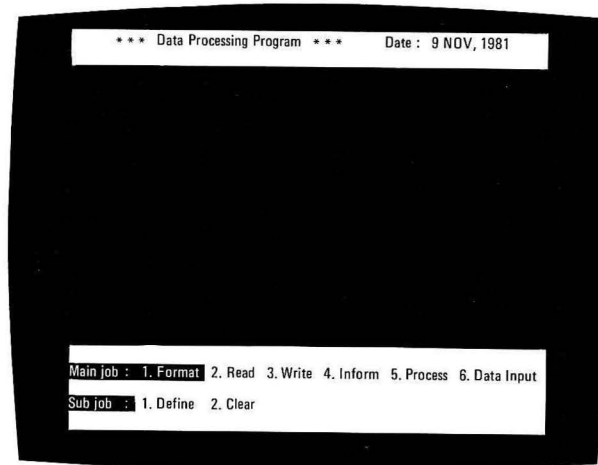 *** Data Processing Program *** Date : 9 NOV, 1981
Main job : 1. Format 2. Read 3. Write 4. Inform 5. Process 6. Data Input
Sub job : 1. Define 2. Clear